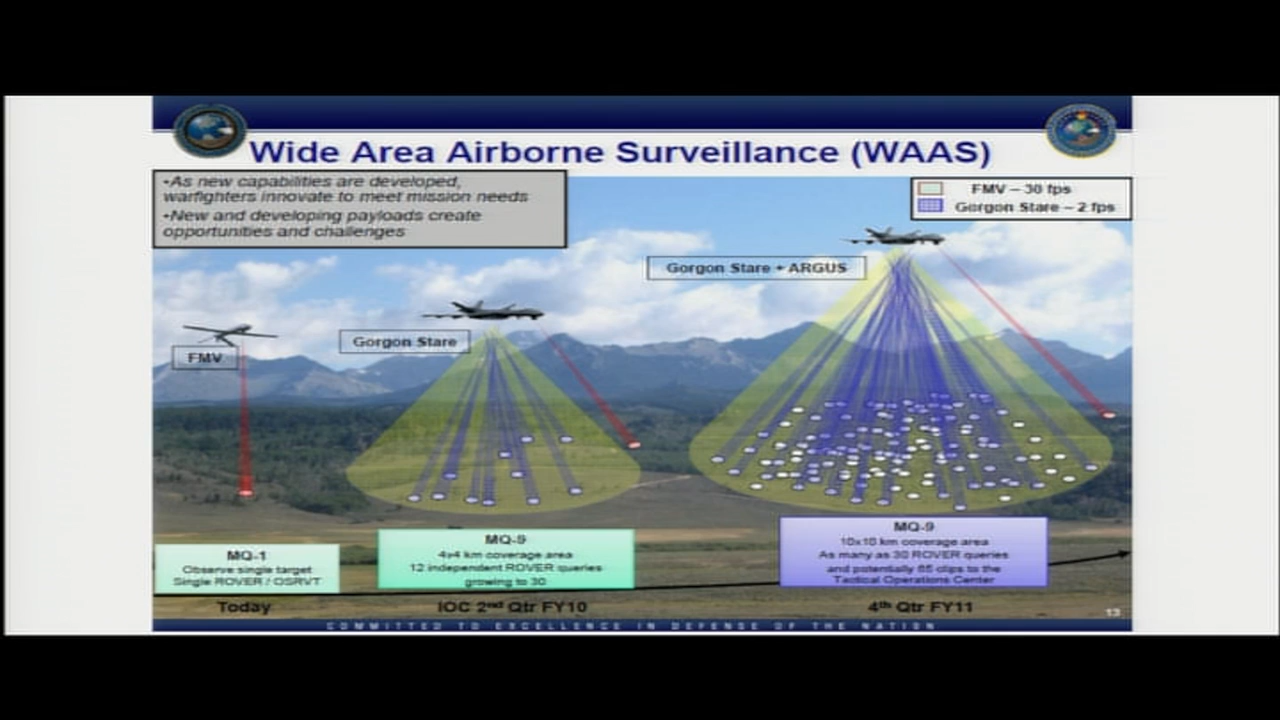 Wide Area Airborne Surveillance (WAAS)
•As new capabilities are developed,
warfighters innovate to meet mission needs
•New and developing payloads create
opportunities and challenges
FMV – 30 fps
Gorgon Stare – 2 fps
Gorgon Stare + ARGUS
Gorgon Stare
FMV
MQ-1
Observe single target
Single ROVER / OSRVT
MQ-9
4x4 km coverage area
12 independent ROVER queries
growing to 30
MQ-9
10x10 km coverage area
As many as 30 ROVER queries
and potentially 65 clips to the
Tactical Operations Center
Today
IOC 2nd Qtr FY10
4th Qtr FY11
13
COMMITTED TO EXCELLENCE IN DEFENSE OF THE NATION